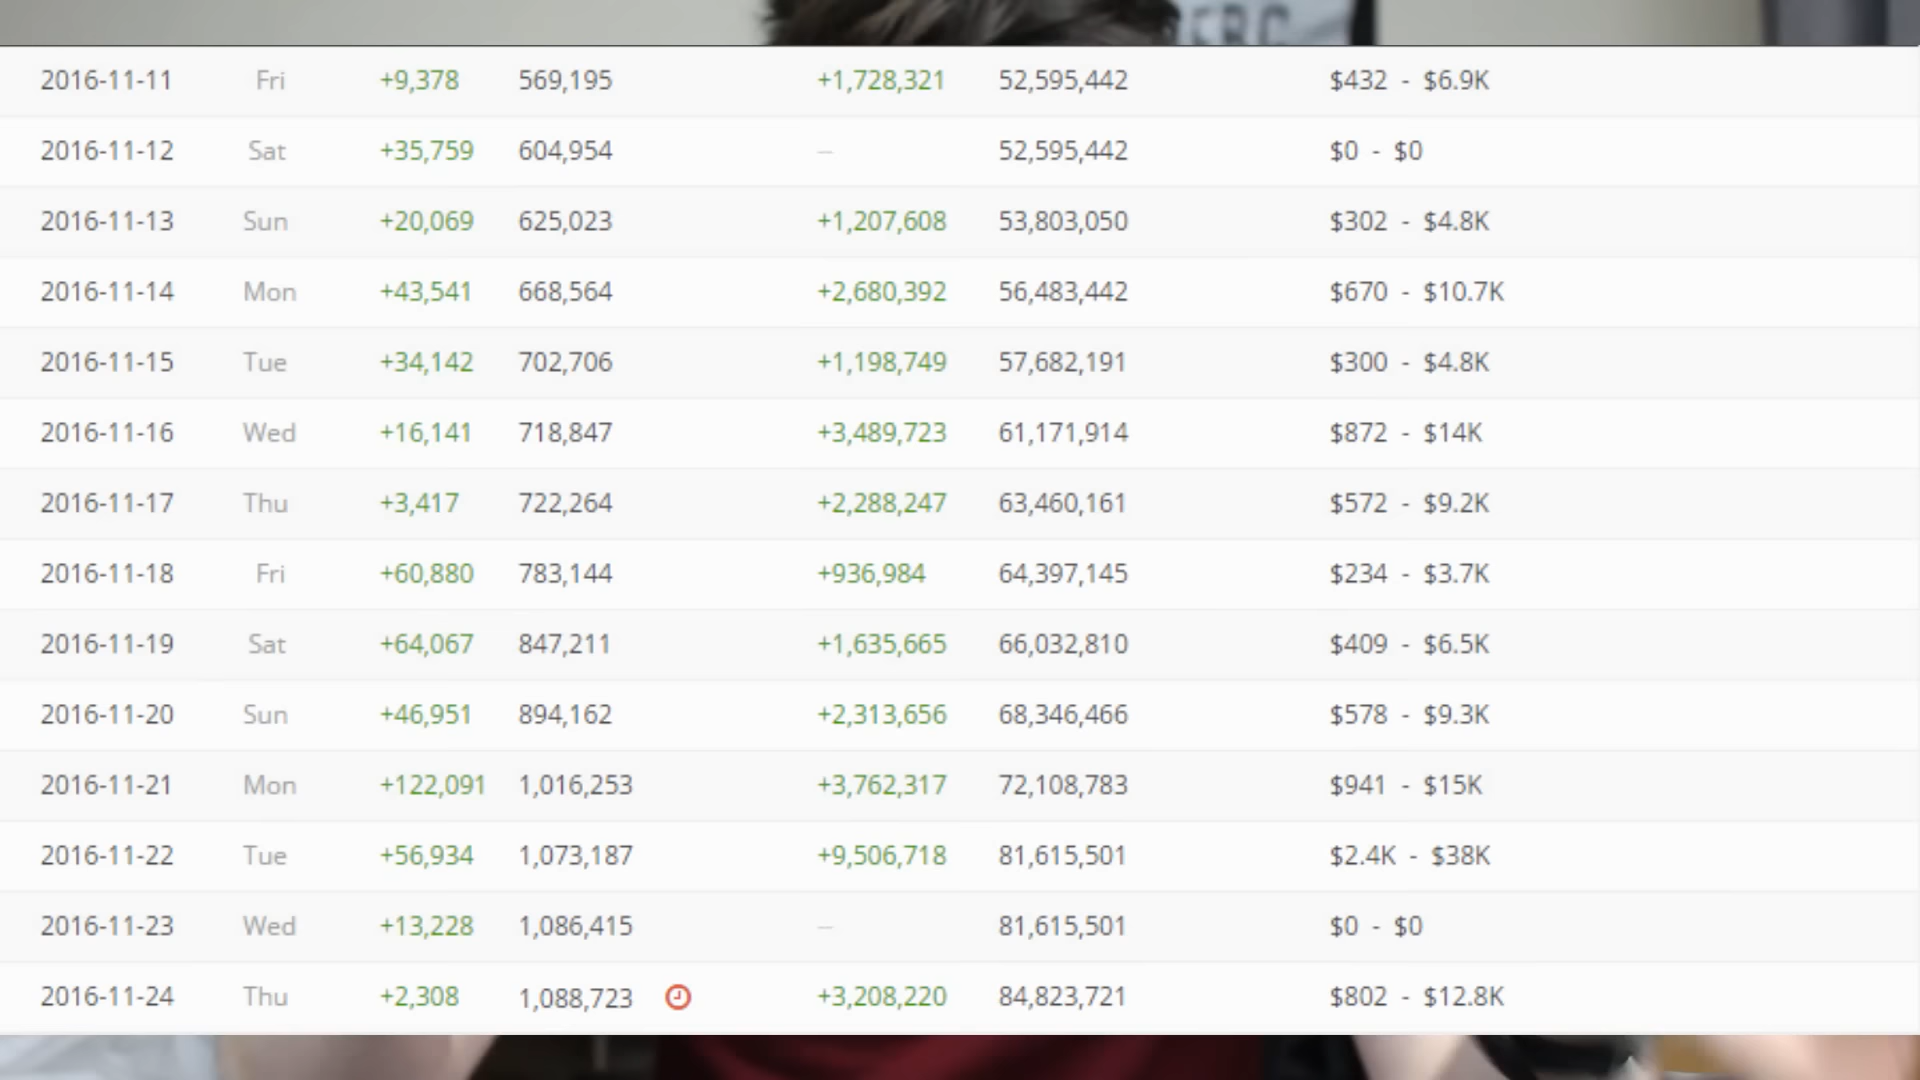 2016-11-11 Fri +9,378 569,195 +1,728,321 52,595,442 $432 - $6.9K
2016-11-12 Sat +35,759 604,954 – 52,595,442 $0 - $0
2016-11-13 Sun +20,069 625,023 +1,207,608 53,803,050 $302 - $4.8K
2016-11-14 Mon +43,541 668,564 +2,680,392 56,483,442 $670 - $10.7K
2016-11-15 Tue +34,142 702,706 +1,198,749 57,682,191 $300 - $4.8K
2016-11-16 Wed +16,141 718,847 +3,489,723 61,171,914 $872 - $14K
2016-11-17 Thu +3,417 722,264 +2,288,247 63,460,161 $572 - $9.2K
2016-11-18 Fri +60,880 783,144 +936,984 64,397,145 $234 - $3.7K
2016-11-19 Sat +64,067 847,211 +1,635,665 66,032,810 $409 - $6.5K
2016-11-20 Sun +46,951 894,162 +2,313,656 68,346,466 $578 - $9.3K
2016-11-21 Mon +122,091 1,016,253 +3,762,317 72,108,783 $941 - $15K
2016-11-22 Tue +56,934 1,073,187 +9,506,718 81,615,501 $2.4K - $38K
2016-11-23 Wed +13,228 1,086,415 – 81,615,501 $0 - $0
2016-11-24 Thu +2,308 1,088,723 +3,208,220 84,823,721 $802 - $12.8K